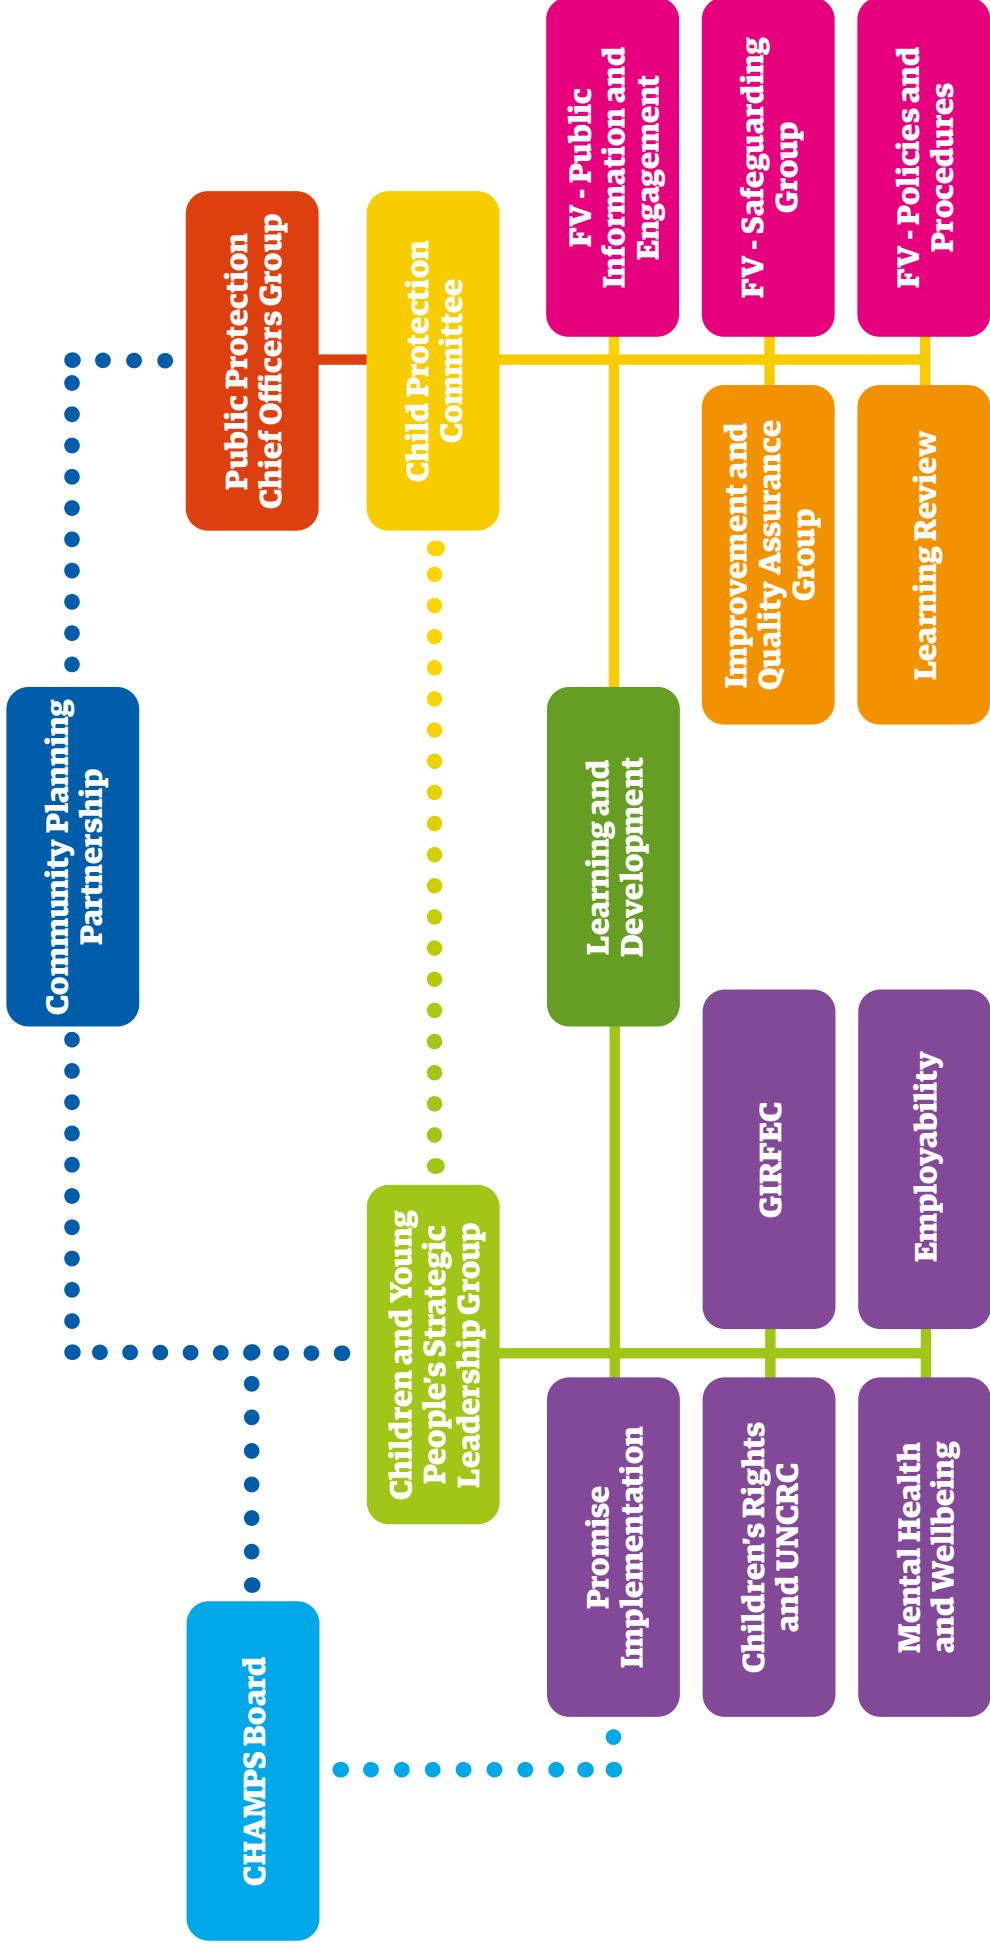 Community Planning
Partnership
CHAMPS Board
Public Protection
Chief Officers Group
Children and Young
People's Strategic
Leadership Group
Child Protection
Committee
Promise
Implementation
Learning and
Development
FV - Public
Information and
Engagement
Children's Rights
and UNCRC
GIRFEC
Improvement and
Quality Assurance
Group
FV - Safeguarding
Group
Mental Health
and Wellbeing
Employability
Learning Review
FV - Policies and
Procedures